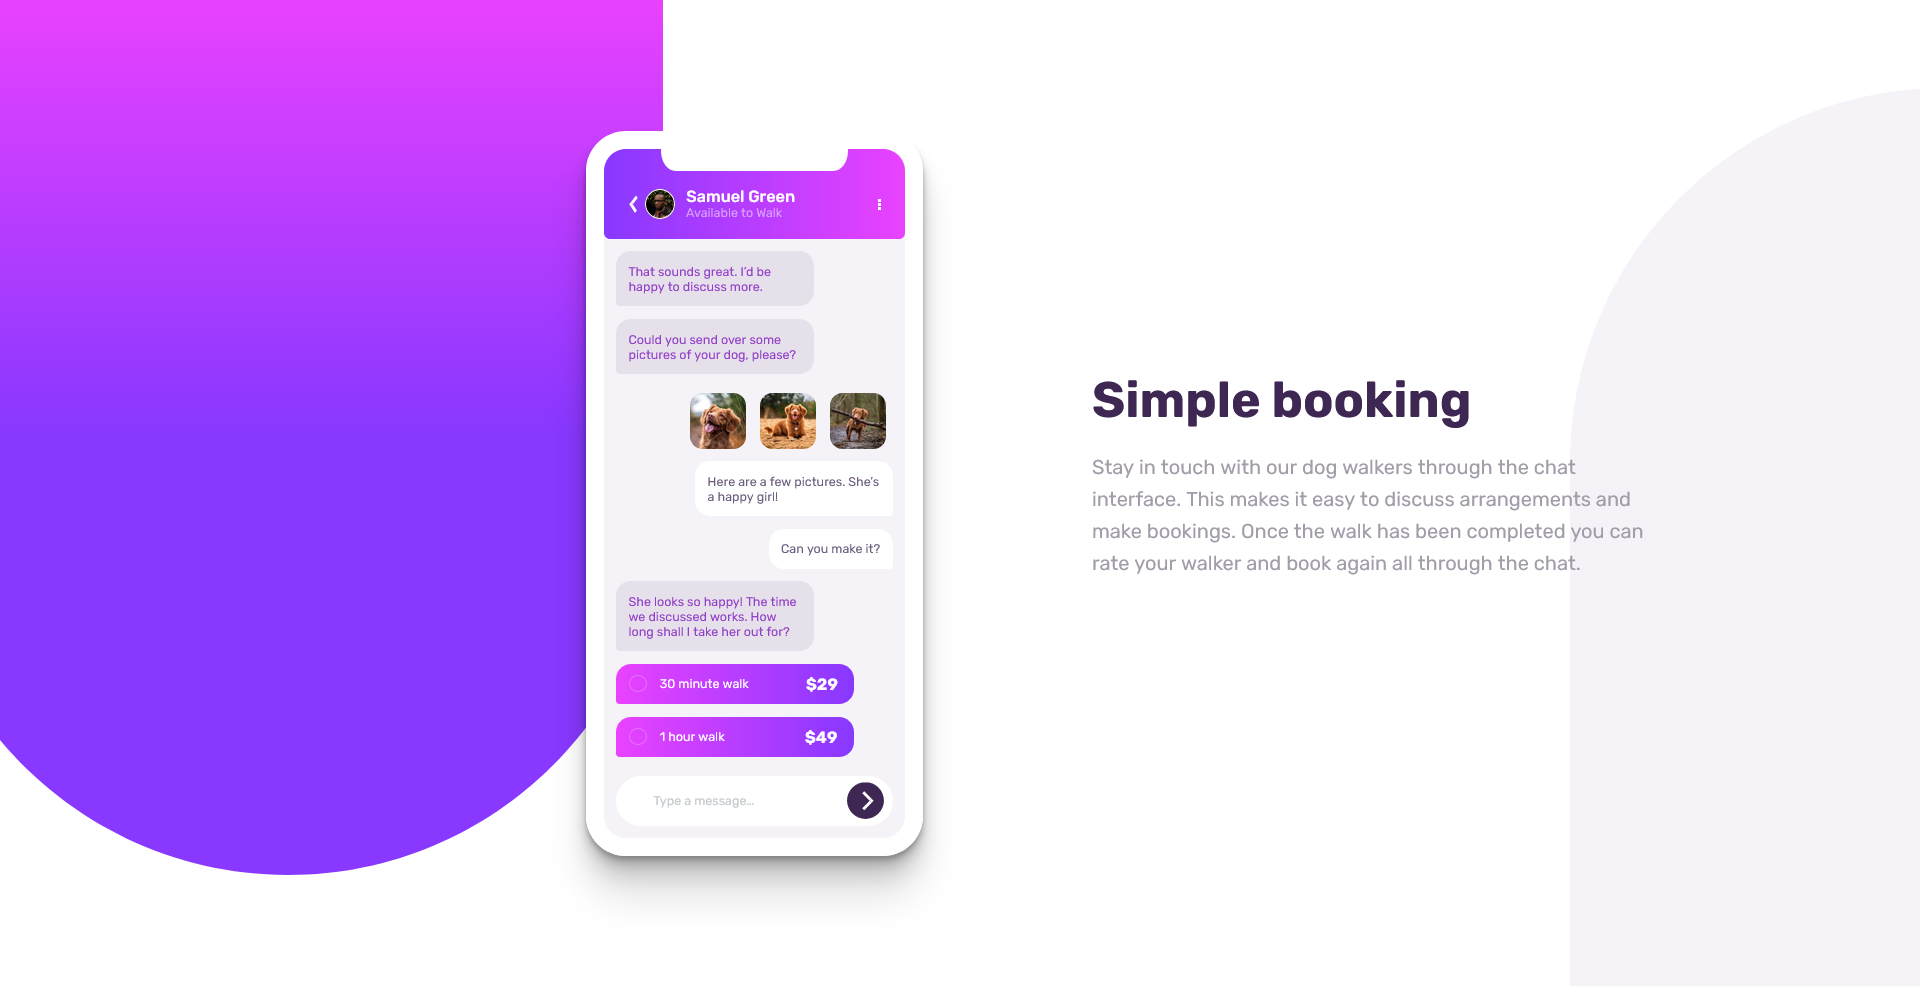 Samuel Green
Available to Walk
That sounds great. I'd be
happy to discuss more.
Could you send over some
pictures of your dog, please?
Here are a few pictures. She's
a happy girl!
Can you make it?
She looks so happy! The time
we discussed works. How
long shall I take her out for?
30 minute walk $29
1 hour walk $49
Type a message…
Simple booking
Stay in touch with our dog walkers through the chat
interface. This makes it easy to discuss arrangements and
make bookings. Once the walk has been completed you can
rate your walker and book again all through the chat.